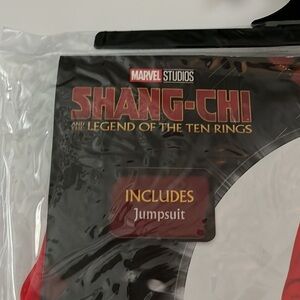 MARVEL STUDIOS
SHANG-CHI
AND THE LEGEND OF THE TEN RINGS
INCLUDES
Jumpsuit